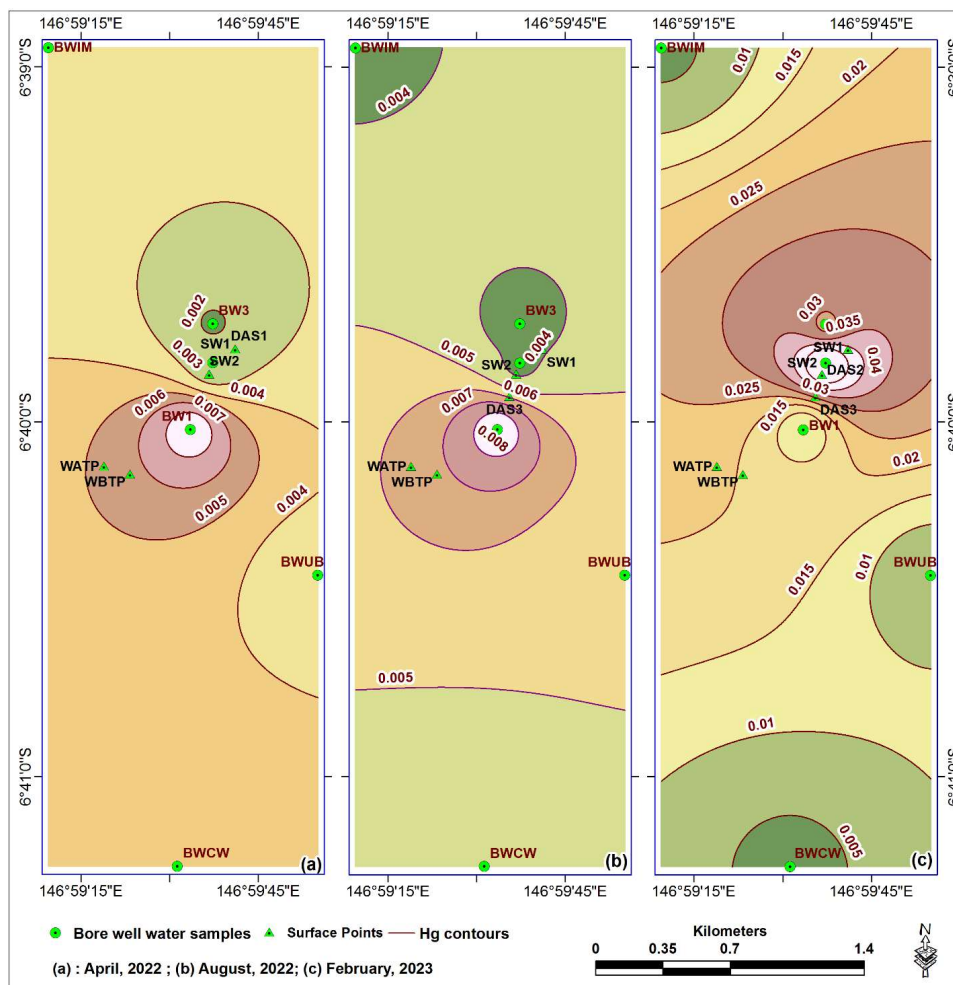 146°59'15"E 146°59'45"E 146°59'15"E 146°59'45"E 146°59'15"E 146°59'45"E
6°39'0"S
6°40'0"S
6°41'0"S
BWIM
0.002
BW3
SW1 DAS1
0.003
SW2
0.004
0.006
0.007
BW1
WATP
WBTP
0.005
0.004
BWUB
BWCW
(a)
146°59'15"E 146°59'45"E
BWIM
0.004
BW3
0.004
0.005
SW2
SW1
0.006
0.007
DAS3
0.008
WATP
WBTP
BWUB
0.005
BWCW
(b)
146°59'15"E 146°59'45"E
BWIM
0.01
0.015
0.02
0.025
0.03
0.035
SW1
SW2
DAS2
0.04
0.03
0.025
DAS3
0.015
BW1
0.02
WATP
WBTP
0.01
BWUB
0.015
0.01
0.005
BWCW
(c)
146°59'15"E 146°59'45"E
Bore well water samples Surface Points Hg contours
(a) : April, 2022 ; (b) August, 2022; (c) February, 2023
Kilometers
0 0.35 0.7 1.4
N